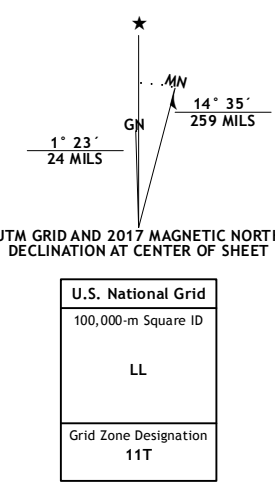 ★
MN
GN
14° 35´
259 MILS
1° 23´
24 MILS
UTM GRID AND 2017 MAGNETIC NORTH
DECLINATION AT CENTER OF SHEET
U.S. National Grid
100,000-m Square ID
LL
Grid Zone Designation
11T